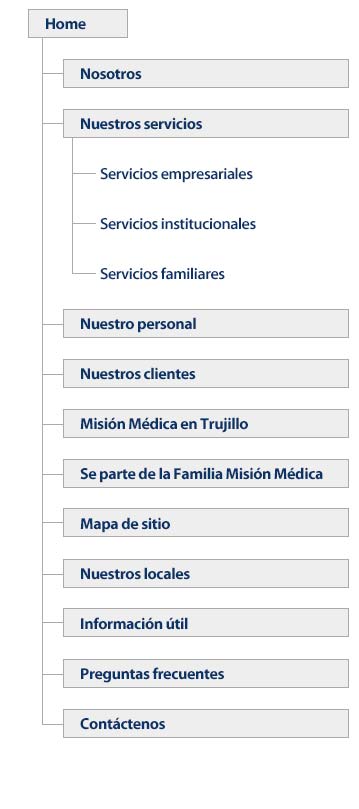 Home
Nosotros
Nuestros servicios
Servicios empresariales
Servicios institucionales
Servicios familiares
Nuestro personal
Nuestros clientes
Misión Médica en Trujillo
Se parte de la Familia Misión Médica
Mapa de sitio
Nuestros locales
Información útil
Preguntas frecuentes
Contáctenos